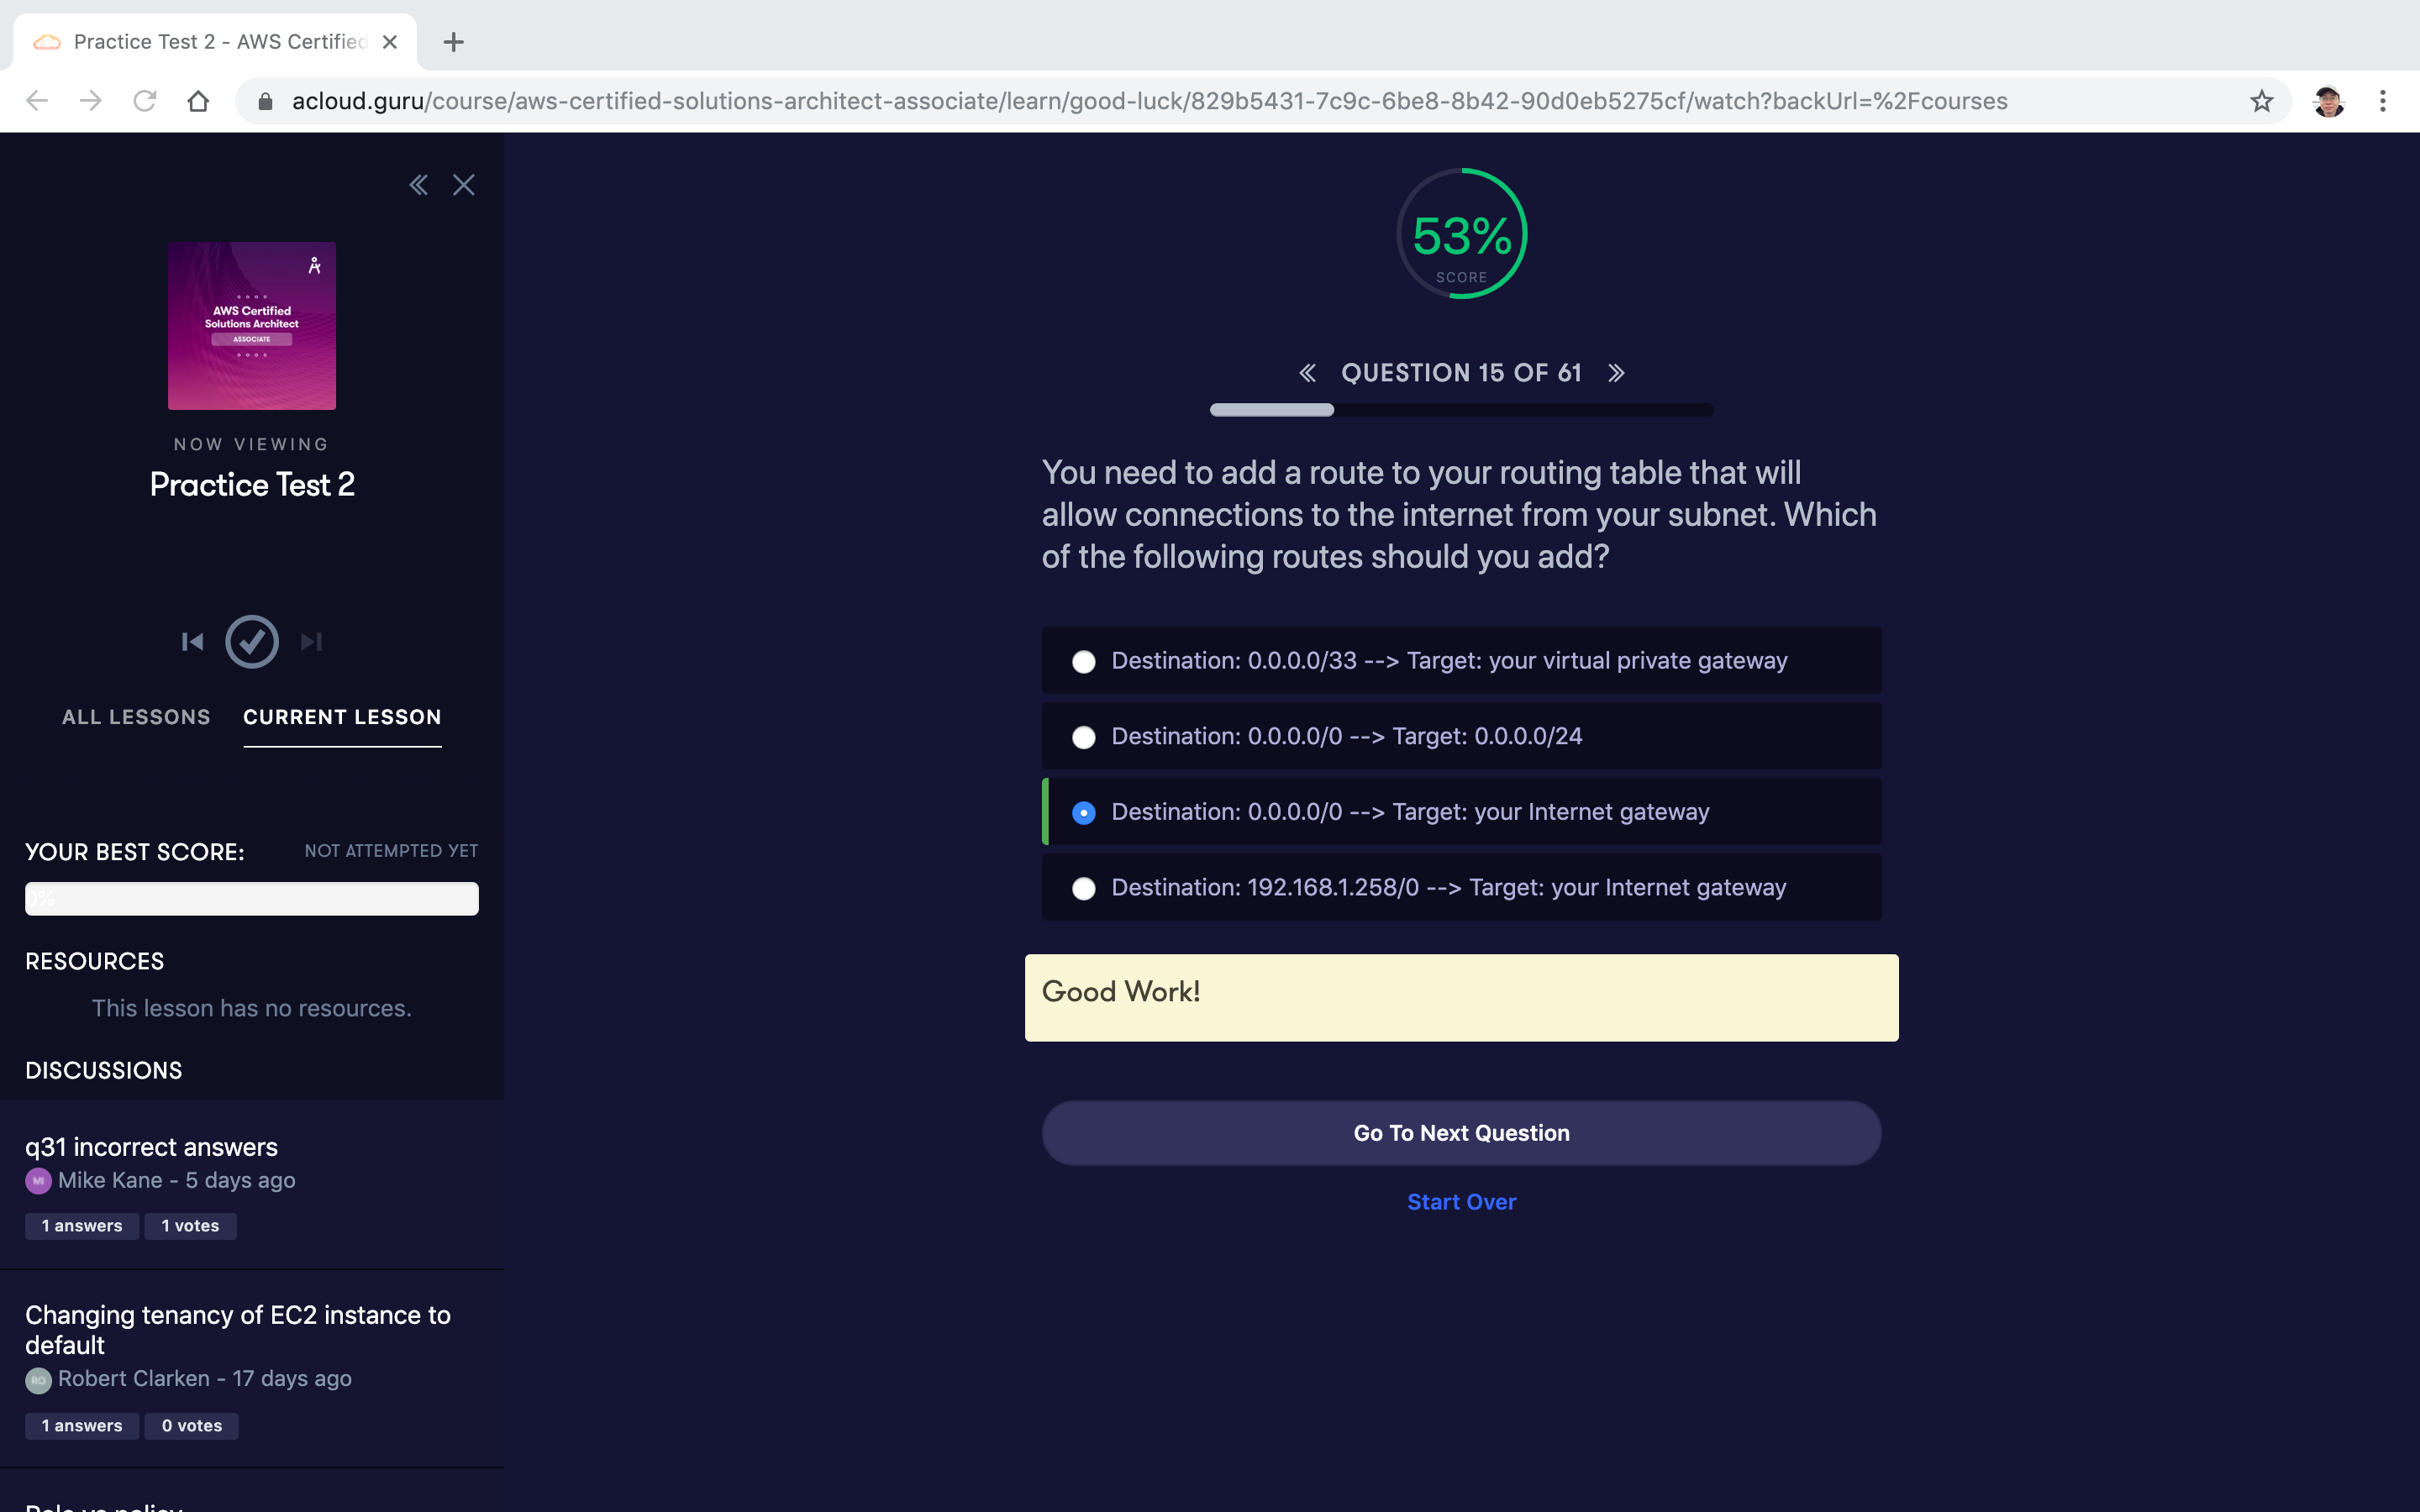 Practice Test 2 - AWS Certified
acloud.guru/course/aws-certified-solutions-architect-associate/learn/good-luck/829b5431-7c9c-6be8-8b42-90d0eb5275cf/watch?backUrl=%2Fcourses
AWS Certified
Solutions Architect
ASSOCIATE
NOW VIEWING
Practice Test 2
ALL LESSONS
CURRENT LESSON
YOUR BEST SCORE:
NOT ATTEMPTED YET
0%
RESOURCES
This lesson has no resources.
DISCUSSIONS
q31 incorrect answers
MI
Mike Kane - 5 days ago
1 answers
1 votes
Changing tenancy of EC2 instance to
default
RO
Robert Clarken - 17 days ago
1 answers
0 votes
Role vs policy
53%
SCORE
QUESTION 15 OF 61
You need to add a route to your routing table that will
allow connections to the internet from your subnet. Which
of the following routes should you add?
Destination: 0.0.0.0/33 --> Target: your virtual private gateway
Destination: 0.0.0.0/0 --> Target: 0.0.0.0/24
Destination: 0.0.0.0/0 --> Target: your Internet gateway
Destination: 192.168.1.258/0 --> Target: your Internet gateway
Good Work!
Go To Next Question
Start Over